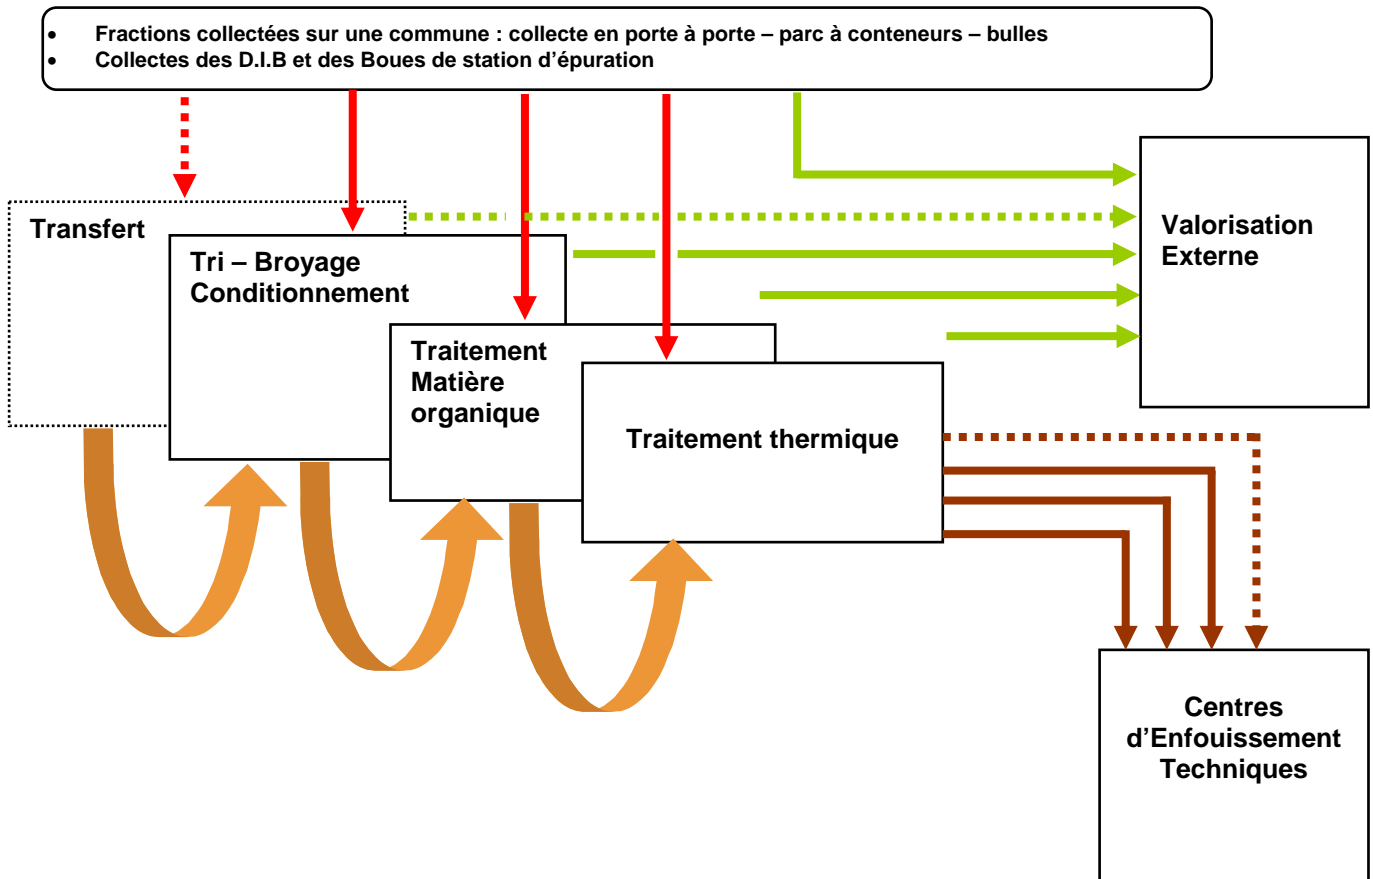 • Fractions collectées sur une commune : collecte en porte à porte – parc à conteneurs – bulles
• Collectes des D.I.B et des Boues de station d'épuration
Transfert
Tri – Broyage
Conditionnement
Traitement
Matière
organique
Traitement thermique
Valorisation
Externe
Centres
d'Enfouissement
Techniques